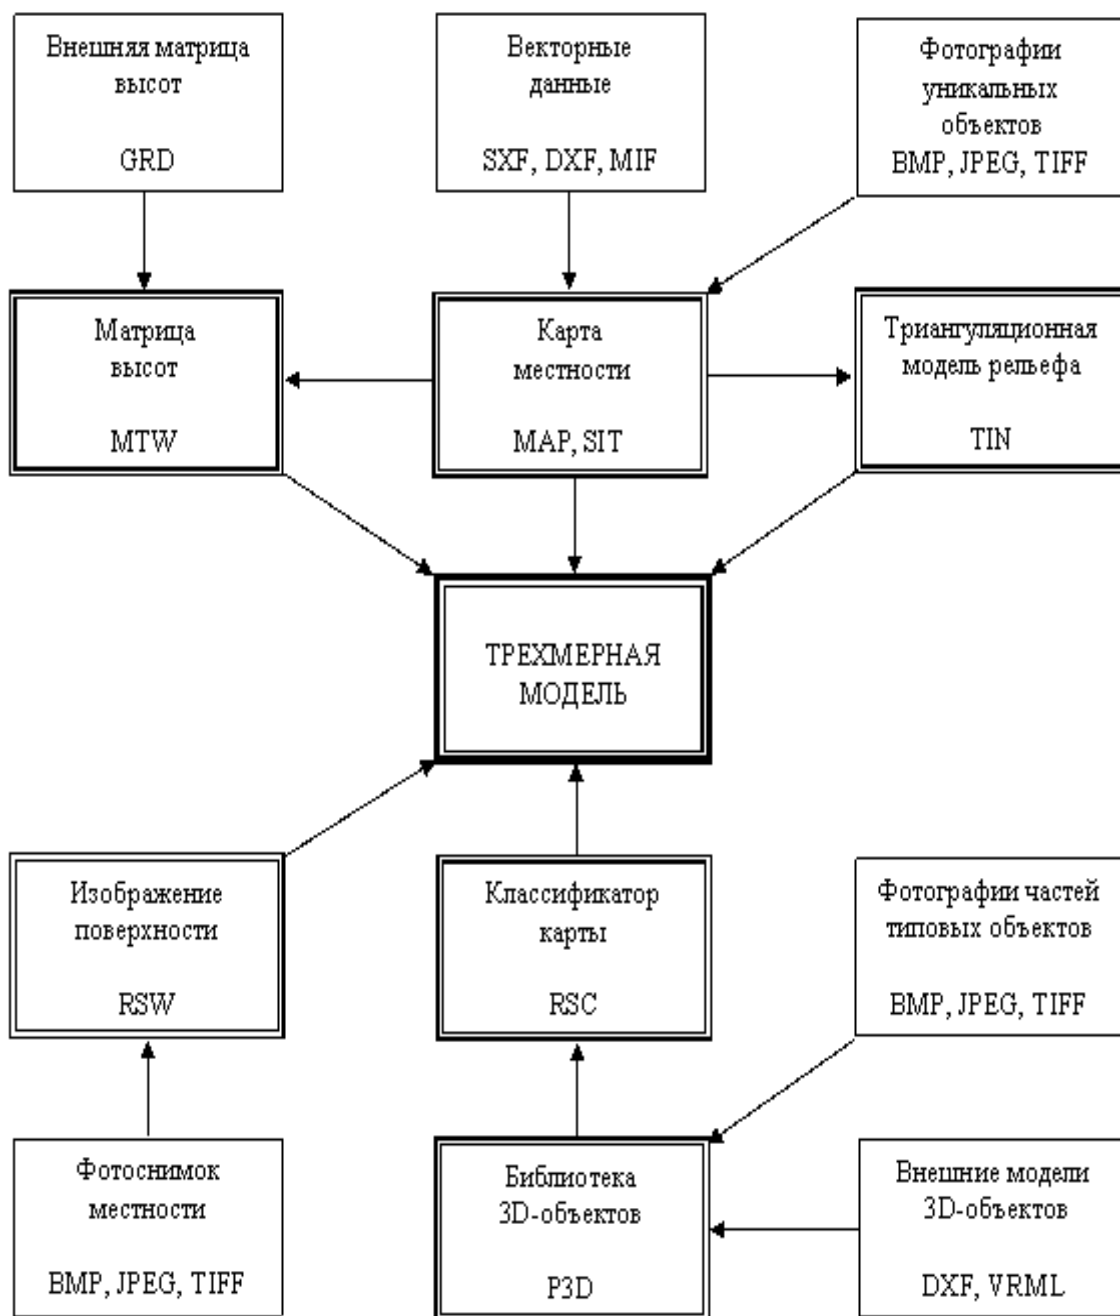 Внешняя матрица
высот
GRD
Векторные
данные
SXF, DXF, MIF
Фотографии
уникальных
объектов
BMP, JPEG, TIFF
Матрица
высот
MTW
Карта
местности
MAP, SIT
Триангуляционная
модель рельефа
TIN
ТРЕХМЕРНАЯ
МОДЕЛЬ
Изображение
поверхности
RSW
Классификатор
карты
RSC
Фотографии частей
типовых объектов
BMP, JPEG, TIFF
Фотоснимок
местности
BMP, JPEG, TIFF
Библиотека
3D-объектов
P3D
Внешние модели
3D-объектов
DXF, VRML